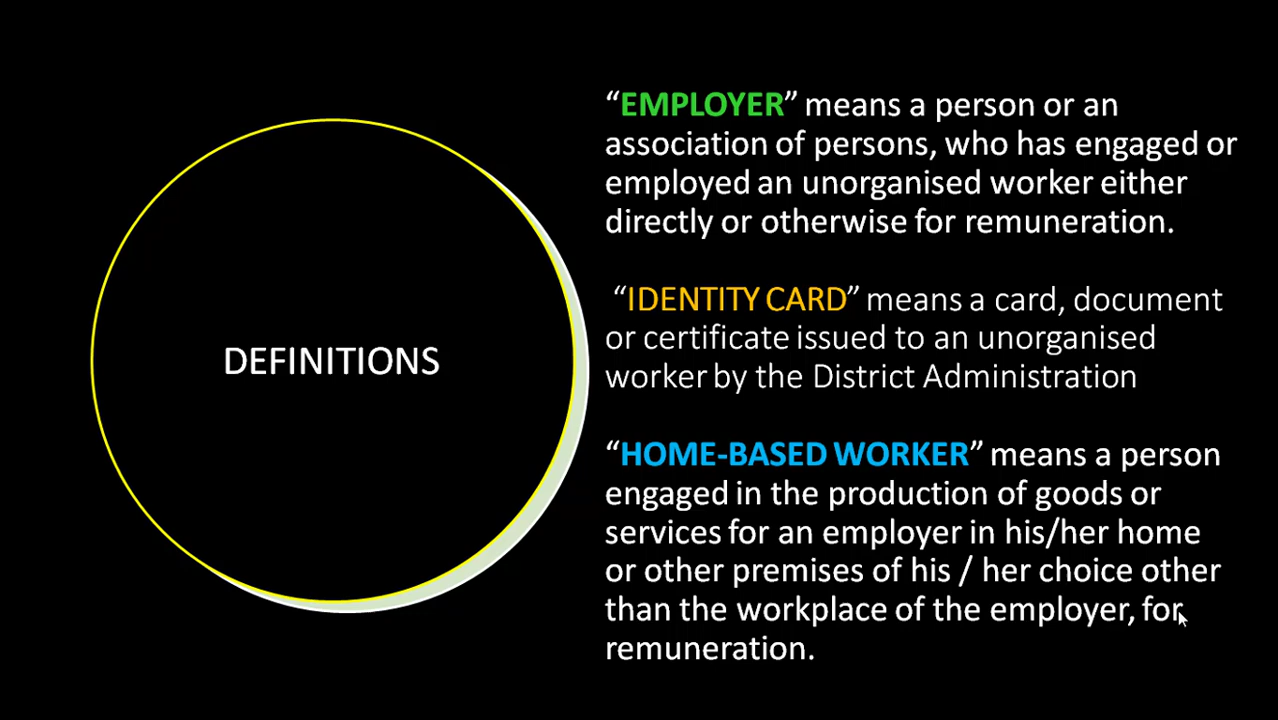 DEFINITIONS
“EMPLOYER” means a person or an
association of persons, who has engaged or
employed an unorganised worker either
directly or otherwise for remuneration.
“IDENTITY CARD” means a card, document
or certificate issued to an unorganised
worker by the District Administration
“HOME-BASED WORKER” means a person
engaged in the production of goods or
services for an employer in his/her home
or other premises of his / her choice other
than the workplace of the employer, for
remuneration.